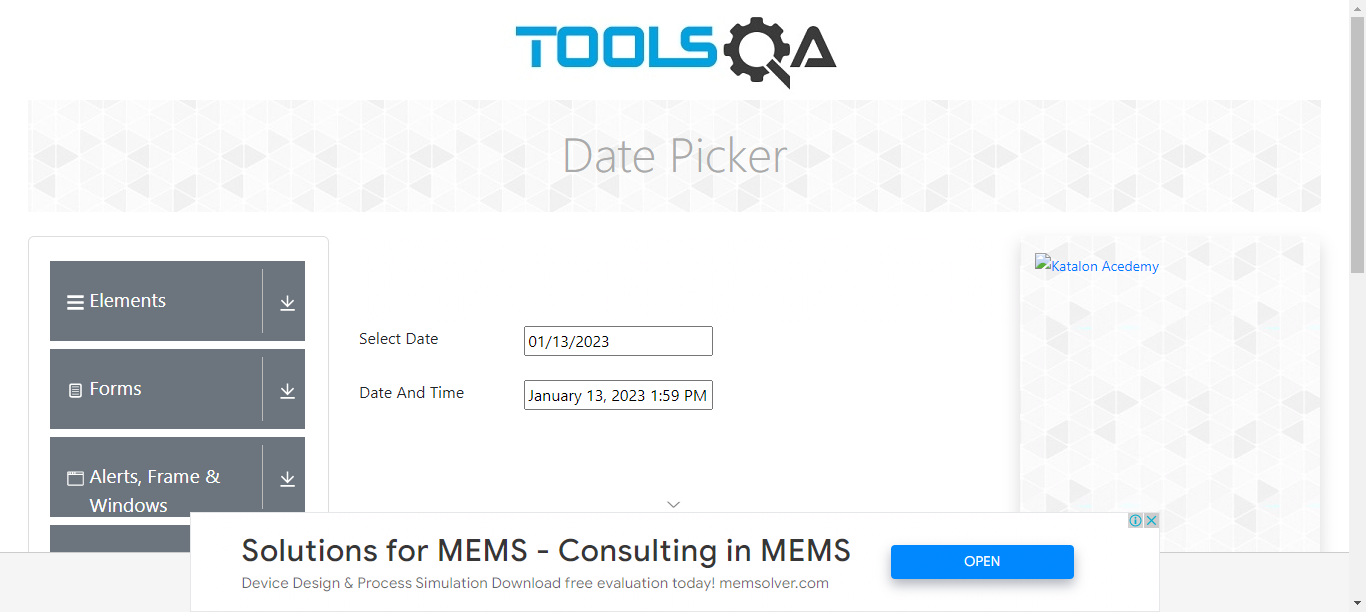 TOOLSQA
Date Picker
Elements
Forms
Alerts, Frame &
Windows
Select Date
01/13/2023
Date And Time
January 13, 2023 1:59 PM
Katalon Acedemy
Solutions for MEMS - Consulting in MEMS
Device Design & Process Simulation Download free evaluation today! memsolver.com
OPEN